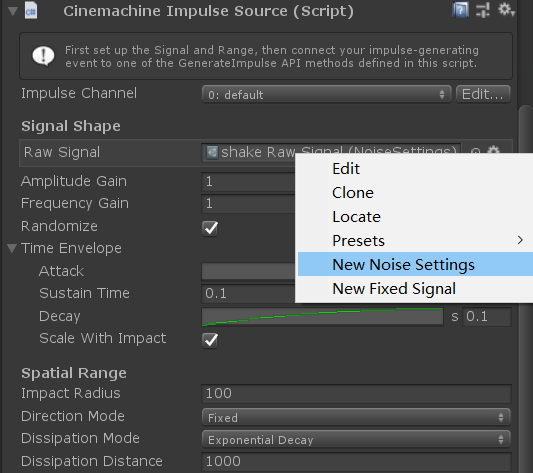 Cinemachine Impulse Source (Script)
First set up the Signal and Range, then connect your impulse-generating
event to one of the GenerateImpulse API methods defined in this script.
Impulse Channel 0: default Edit...
Signal Shape
Raw Signal shake Raw Signal (NoiseSettings)
Amplitude Gain 1
Frequency Gain 1
Randomize
Time Envelope
Attack
Sustain Time 0.1
Decay s 0.1
Scale With Impact
Edit
Clone
Locate
Presets
New Noise Settings
New Fixed Signal
Spatial Range
Impact Radius 100
Direction Mode Fixed
Dissipation Mode Exponential Decay
Dissipation Distance 1000